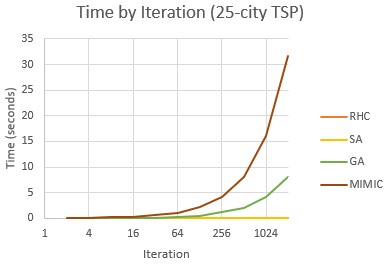 Time by Iteration (25-city TSP)
35
30
25
20
15
10
5
0
Time (seconds)
1 4 16 64 256 1024
Iteration
RHC
SA
GA
MIMIC